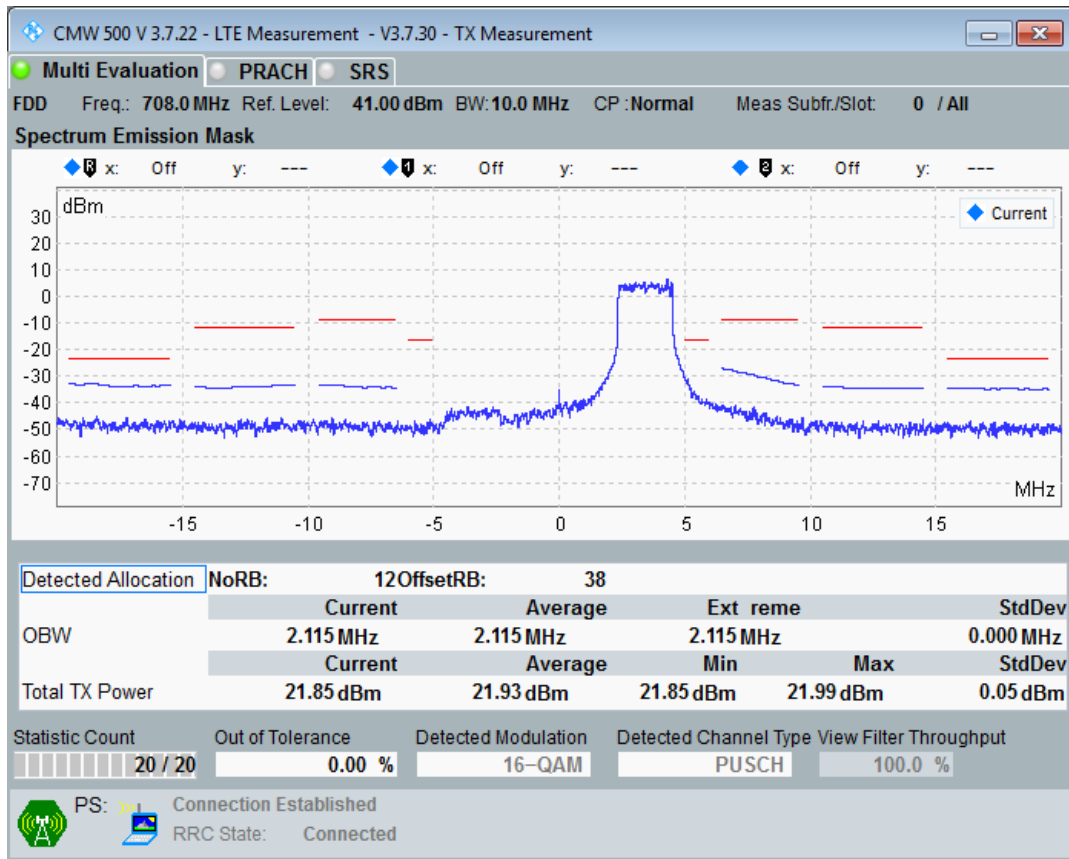 CMW 500 V 3.7.22 - LTE Measurement - V3.7.30 - TX Measurement
Multi Evaluation PRACH SRS
FDD Freq.: 708.0 MHz Ref. Level: 41.00 dBm BW: 10.0 MHz CP : Normal Meas Subfr./Slot: 0 / All
Spectrum Emission Mask
R x: Off y: --- 1 x: Off y: --- 2 x: Off y: ---
dBm
Current
30
20
10
0
-10
-20
-30
-40
-50
-60
-70
MHz
-15 -10 -5 0 5 10 15
Detected Allocation NoRB: 12 OffsetRB: 38
Current Average Ext reme StdDev
OBW 2.115 MHz 2.115 MHz 2.115 MHz 0.000 MHz
Current Average Min Max StdDev
Total TX Power 21.85 dBm 21.93 dBm 21.85 dBm 21.99 dBm 0.05 dBm
Statistic Count Out of Tolerance Detected Modulation Detected Channel Type View Filter Throughput
20 / 20 0.00 % 16-QAM PUSCH 100.0 %
PS: Connection Established
RRC State: Connected